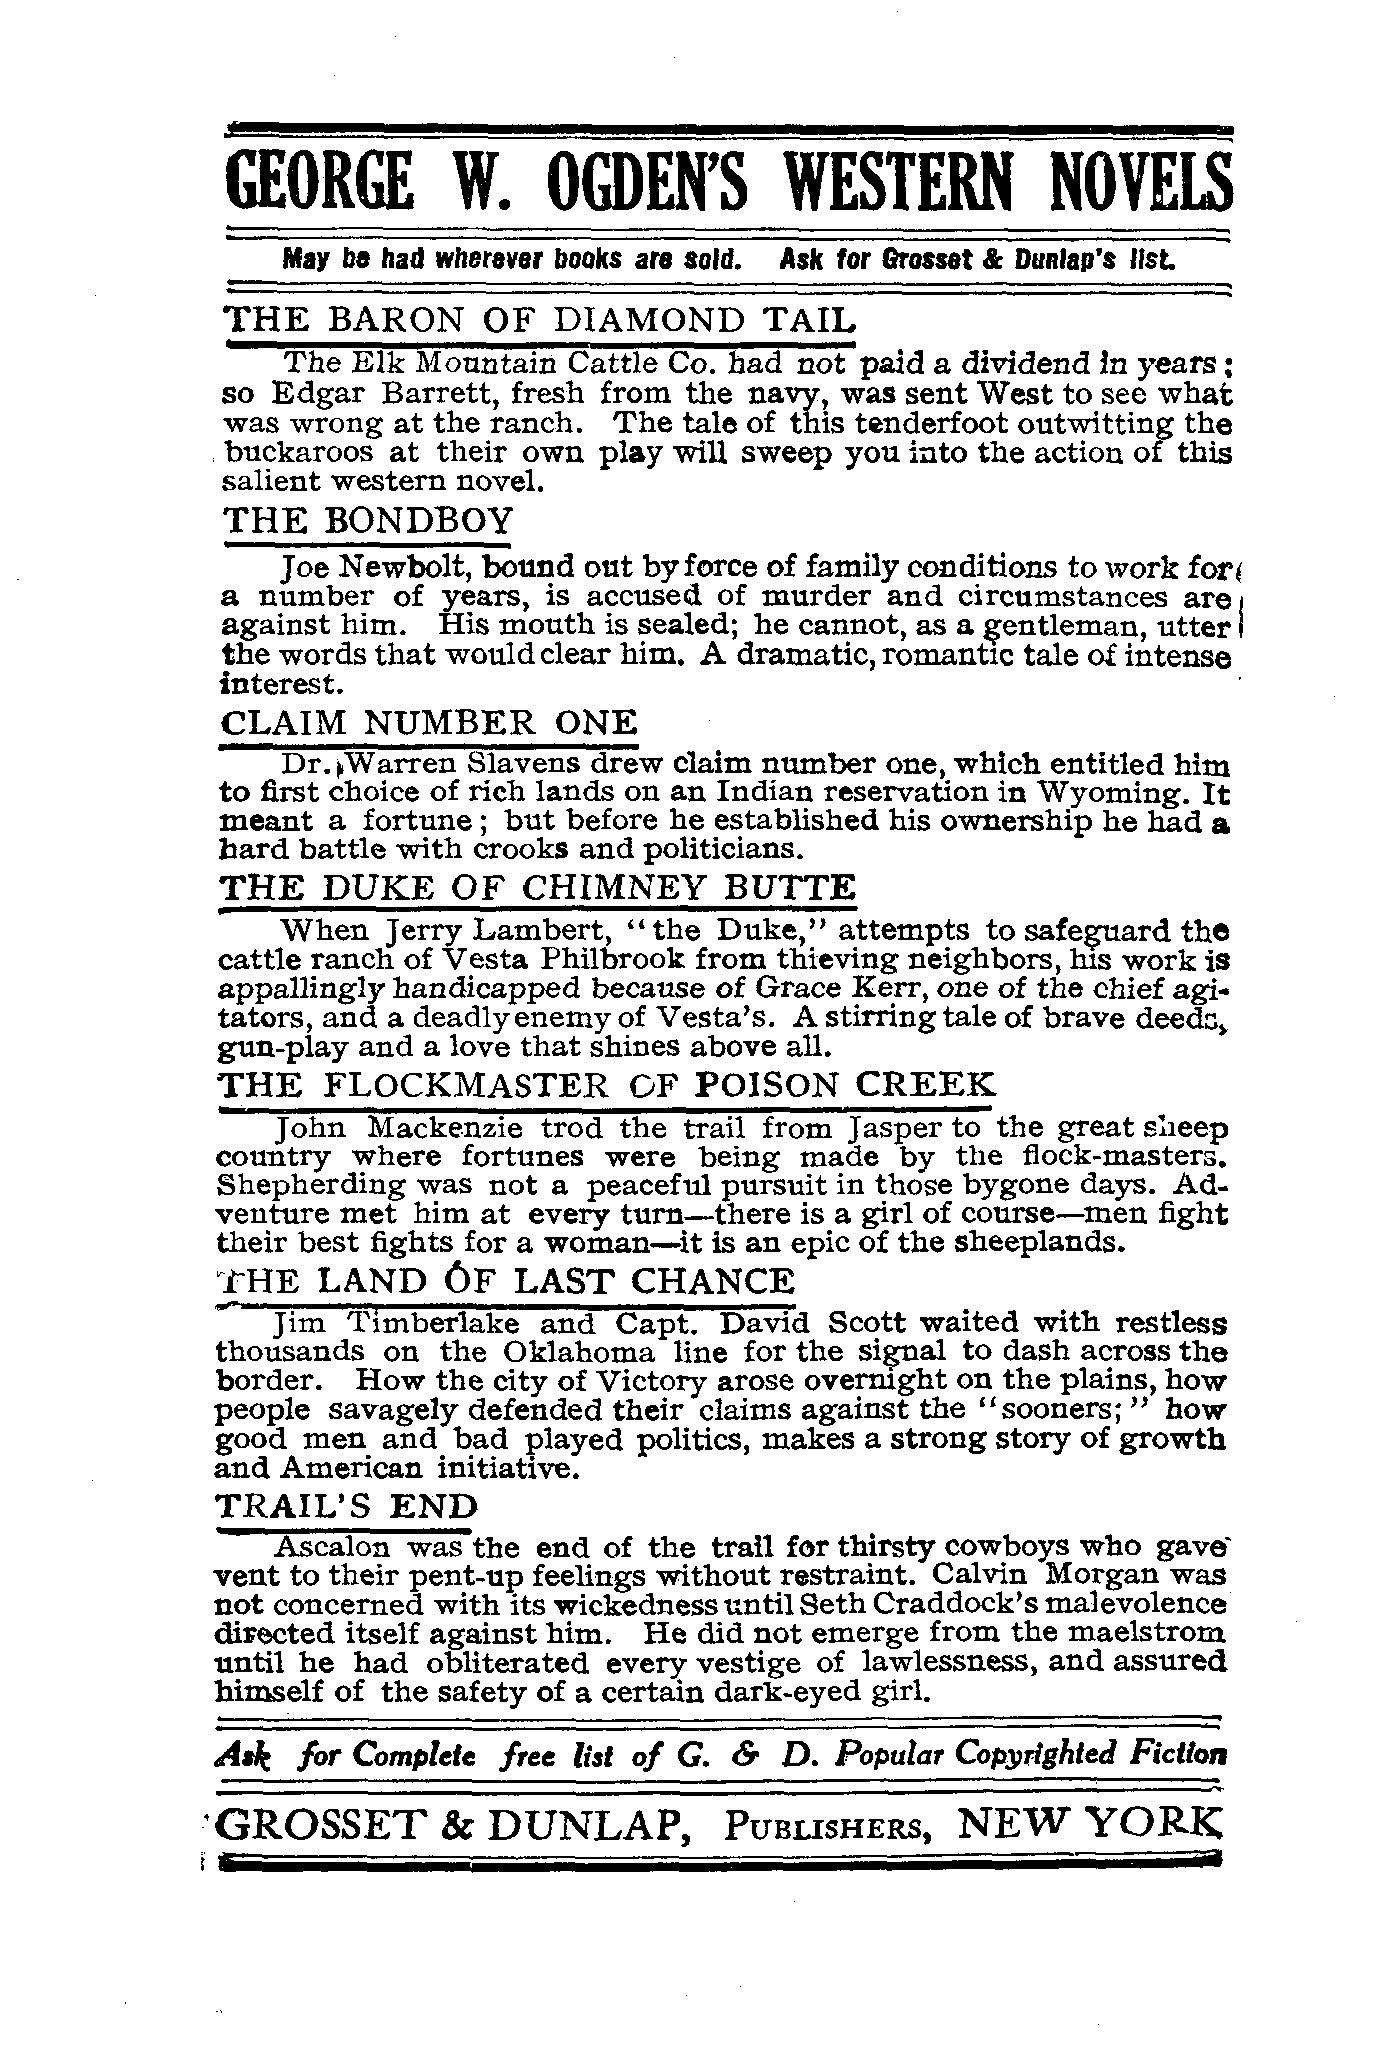 GEORGE W. OGDEN'S WESTERN NOVELS
May be had wherever books are sold. Ask for Grosset & Dunlap's list.
THE BARON OF DIAMOND TAIL
The Elk Mountain Cattle Co. had not paid a dividend in years;
so Edgar Barrett, fresh from the navy, was sent West to see what
was wrong at the ranch. The tale of this tenderfoot outwitting the
buckaroos at their own play will sweep you into the action of this
salient western novel.
THE BONDBOY
Joe Newbolt, bound out by force of family conditions to work for
a number of years, is accused of murder and circumstances are
against him. His mouth is sealed; he cannot, as a gentleman, utter
the words that would clear him. A dramatic, romantic tale of intense
interest.
CLAIM NUMBER ONE
Dr. Warren Slavens drew claim number one, which entitled him
to first choice of rich lands on an Indian reservation in Wyoming. It
meant a fortune; but before he established his ownership he had a
hard battle with crooks and politicians.
THE DUKE OF CHIMNEY BUTTE
When Jerry Lambert, "the Duke," attempts to safeguard the
cattle ranch of Vesta Philbrook from thieving neighbors, his work is
appallingly handicapped because of Grace Kerr, one of the chief agi-
tators, and a deadly enemy of Vesta's. A stirring tale of brave deeds,
gun-play and a love that shines above all.
THE FLOCKMASTER OF POISON CREEK
John Mackenzie trod the trail from Jasper to the great sheep
country where fortunes were being made by the flock-masters.
Shepherding was not a peaceful pursuit in those bygone days. Ad-
venture met him at every turn—there is a girl of course—men fight
their best fights for a woman—it is an epic of the sheeplands.
THE LAND OF LAST CHANCE
Jim Timberlake and Capt. David Scott waited with restless
thousands on the Oklahoma line for the signal to dash across the
border. How the city of Victory arose overnight on the plains, how
people savagely defended their claims against the "sooners;" how
good men and bad played politics, makes a strong story of growth
and American initiative.
TRAIL'S END
Ascalon was the end of the trail for thirsty cowboys who gave
vent to their pent-up feelings without restraint. Calvin Morgan was
not concerned with its wickedness until Seth Craddock's malevolence
directed itself against him. He did not emerge from the maelstrom
until he had obliterated every vestige of lawlessness, and assured
himself of the safety of a certain dark-eyed girl.
Ask for Complete free list of G. & D. Popular Copyrighted Fiction
GROSSET & DUNLAP, PUBLISHERS, NEW YORK